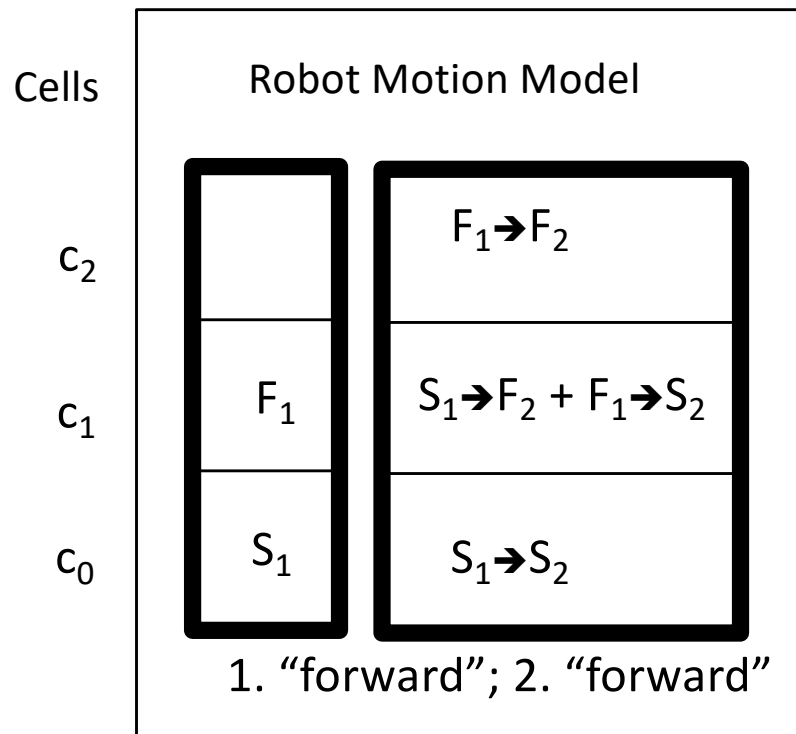 Cells
Robot Motion Model
c₂
F₁➔F₂
c₁
F₁
S₁➔F₂ + F₁➔S₂
c₀
S₁
S₁➔S₂
1. “forward”; 2. “forward”